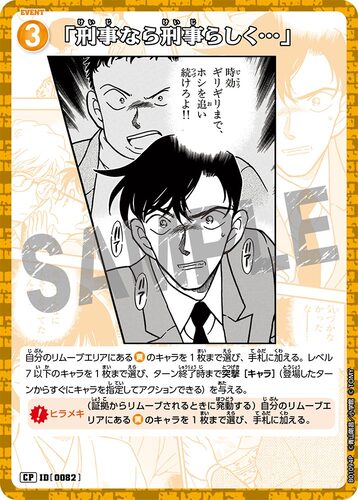 EVENT
3
「刑事なら刑事らしく…」
時効
ギリギリまで、
ホシを追い
続けろよ!!
SAMPLE
自分のリムーブエリアにある黄のキャラを1枚まで選び、手札に加える。レベル
7以下のキャラを1枚まで選び、ターン終了時まで突撃[キャラ](登場したター
ンからすぐにキャラを指定してアクションできる)を与える。
ヒラメキ (証拠からリムーブされるときに発動する)自分のリムーブエ
リアにある黄のキャラを1枚まで選び、手札に加える。
CP ID[0082]